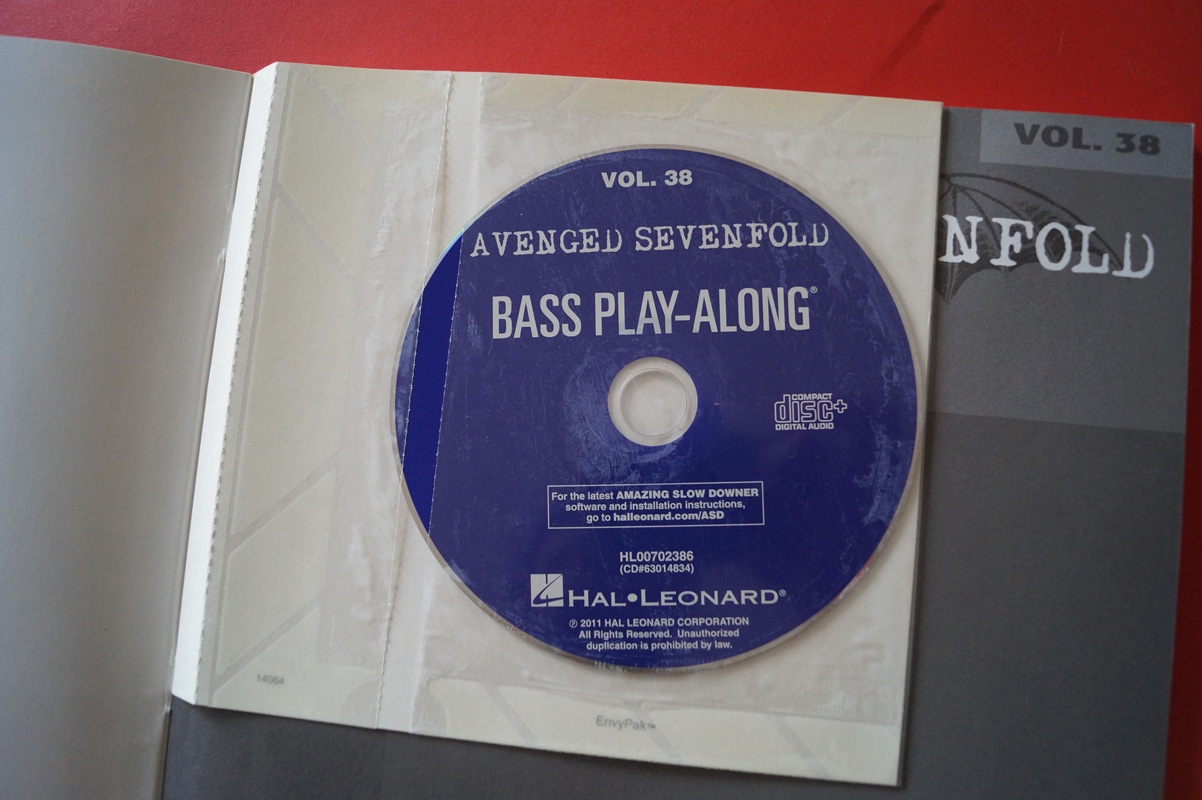 VOL. 38
NFOLD
VOL. 38
AVENGED SEVENFOLD
BASS PLAY-ALONG®
COMPACT
disc+
DIGITAL AUDIO
For the latest AMAZING SLOW DOWNER
software and installation instructions,
go to halleonard.com/ASD
HL00702386
(CD#63014834)
HAL•LEONARD®
℗ 2011 HAL LEONARD CORPORATION
All Rights Reserved. Unauthorized
duplication is prohibited by law.
14064
EnvyPak™